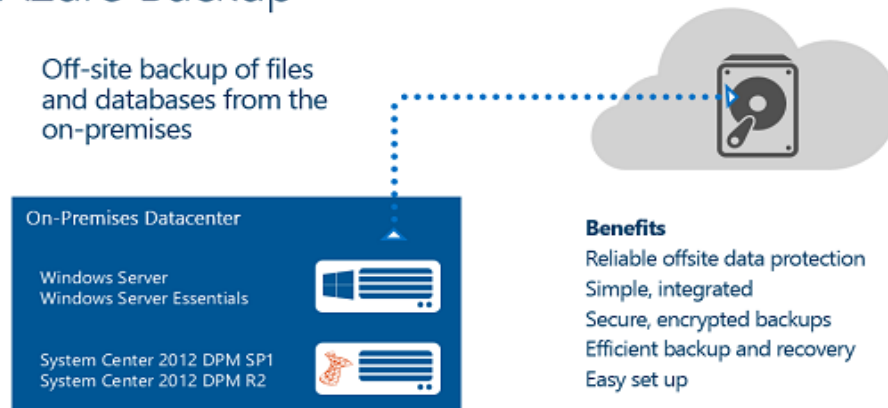 Azure Backup
Off-site backup of files
and databases from the
on-premises
On-Premises Datacenter
Windows Server
Windows Server Essentials
System Center 2012 DPM SP1
System Center 2012 DPM R2
Benefits
Reliable offsite data protection
Simple, integrated
Secure, encrypted backups
Efficient backup and recovery
Easy set up